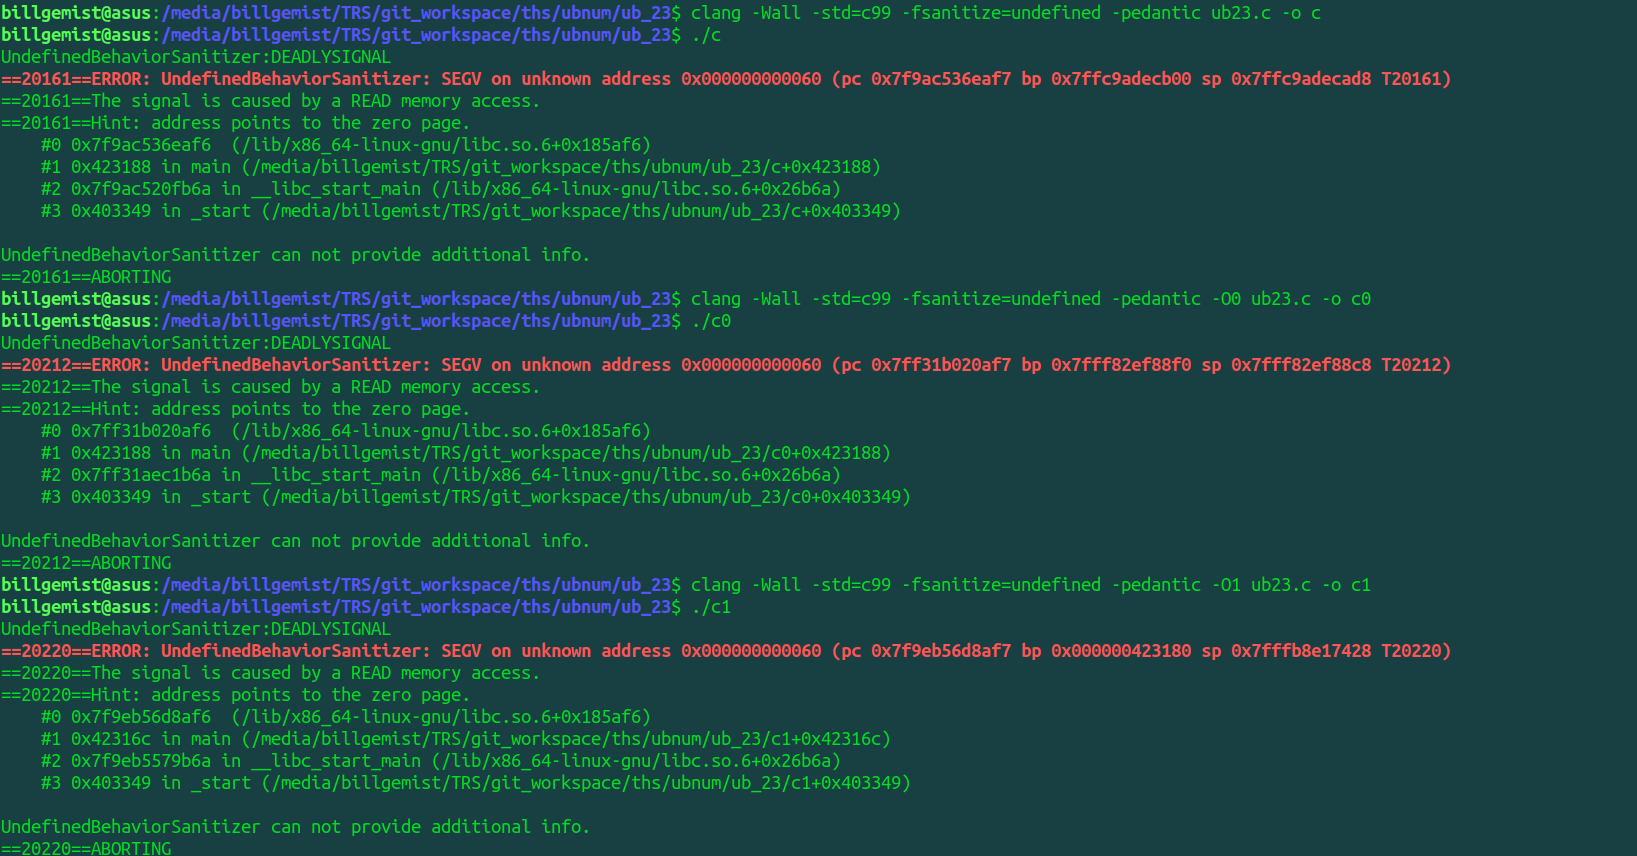 billgemist@asus:/media/billgemist/TRS/git_workspace/ths/ubnum/ub_23$ clang -Wall -std=c99 -fsanitize=undefined -pedantic ub23.c -o c
billgemist@asus:/media/billgemist/TRS/git_workspace/ths/ubnum/ub_23$ ./c
UndefinedBehaviorSanitizer:DEADLYSIGNAL
==20161==ERROR: UndefinedBehaviorSanitizer: SEGV on unknown address 0x000000000060 (pc 0x7f9ac536eaf7 bp 0x7ffc9adecb00 sp 0x7ffc9adecad8 T20161)
==20161==The signal is caused by a READ memory access.
==20161==Hint: address points to the zero page.
    #0 0x7f9ac536eaf6  (/lib/x86_64-linux-gnu/libc.so.6+0x185af6)
    #1 0x423188 in main (/media/billgemist/TRS/git_workspace/ths/ubnum/ub_23/c+0x423188)
    #2 0x7f9ac520fb6a in __libc_start_main (/lib/x86_64-linux-gnu/libc.so.6+0x26b6a)
    #3 0x403349 in _start (/media/billgemist/TRS/git_workspace/ths/ubnum/ub_23/c+0x403349)

UndefinedBehaviorSanitizer can not provide additional info.
==20161==ABORTING
billgemist@asus:/media/billgemist/TRS/git_workspace/ths/ubnum/ub_23$ clang -Wall -std=c99 -fsanitize=undefined -pedantic -O0 ub23.c -o c0
billgemist@asus:/media/billgemist/TRS/git_workspace/ths/ubnum/ub_23$ ./c0
UndefinedBehaviorSanitizer:DEADLYSIGNAL
==20212==ERROR: UndefinedBehaviorSanitizer: SEGV on unknown address 0x000000000060 (pc 0x7ff31b020af7 bp 0x7fff82ef88f0 sp 0x7fff82ef88c8 T20212)
==20212==The signal is caused by a READ memory access.
==20212==Hint: address points to the zero page.
    #0 0x7ff31b020af6  (/lib/x86_64-linux-gnu/libc.so.6+0x185af6)
    #1 0x423188 in main (/media/billgemist/TRS/git_workspace/ths/ubnum/ub_23/c0+0x423188)
    #2 0x7ff31aec1b6a in __libc_start_main (/lib/x86_64-linux-gnu/libc.so.6+0x26b6a)
    #3 0x403349 in _start (/media/billgemist/TRS/git_workspace/ths/ubnum/ub_23/c0+0x403349)

UndefinedBehaviorSanitizer can not provide additional info.
==20212==ABORTING
billgemist@asus:/media/billgemist/TRS/git_workspace/ths/ubnum/ub_23$ clang -Wall -std=c99 -fsanitize=undefined -pedantic -O1 ub23.c -o c1
billgemist@asus:/media/billgemist/TRS/git_workspace/ths/ubnum/ub_23$ ./c1
UndefinedBehaviorSanitizer:DEADLYSIGNAL
==20220==ERROR: UndefinedBehaviorSanitizer: SEGV on unknown address 0x000000000060 (pc 0x7f9eb56d8af7 bp 0x000000423180 sp 0x7fffb8e17428 T20220)
==20220==The signal is caused by a READ memory access.
==20220==Hint: address points to the zero page.
    #0 0x7f9eb56d8af6  (/lib/x86_64-linux-gnu/libc.so.6+0x185af6)
    #1 0x42316c in main (/media/billgemist/TRS/git_workspace/ths/ubnum/ub_23/c1+0x42316c)
    #2 0x7f9eb5579b6a in __libc_start_main (/lib/x86_64-linux-gnu/libc.so.6+0x26b6a)
    #3 0x403349 in _start (/media/billgemist/TRS/git_workspace/ths/ubnum/ub_23/c1+0x403349)

UndefinedBehaviorSanitizer can not provide additional info.
==20220==ABORTING